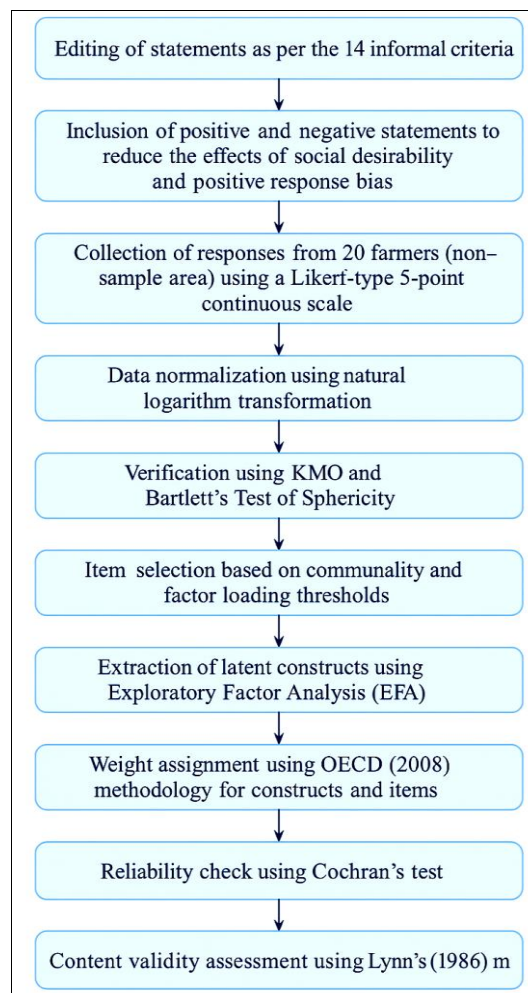 Editing of statements as per the 14 informal criteria
Inclusion of positive and negative statements to
reduce the effects of social desirability
and positive response bias
Collection of responses from 20 farmers (non–
sample area) using a Likerf-type 5-point
continuous scale
Data normalization using natural
logarithm transformation
Verification using KMO and
Bartlett’s Test of Sphericity
Item selection based on communality and
factor loading thresholds
Extraction of latent constructs using
Exploratory Factor Analysis (EFA)
Weight assignment using OECD (2008)
methodology for constructs and items
Reliability check using Cochran’s test
Content validity assessment using Lynn’s (1986) m